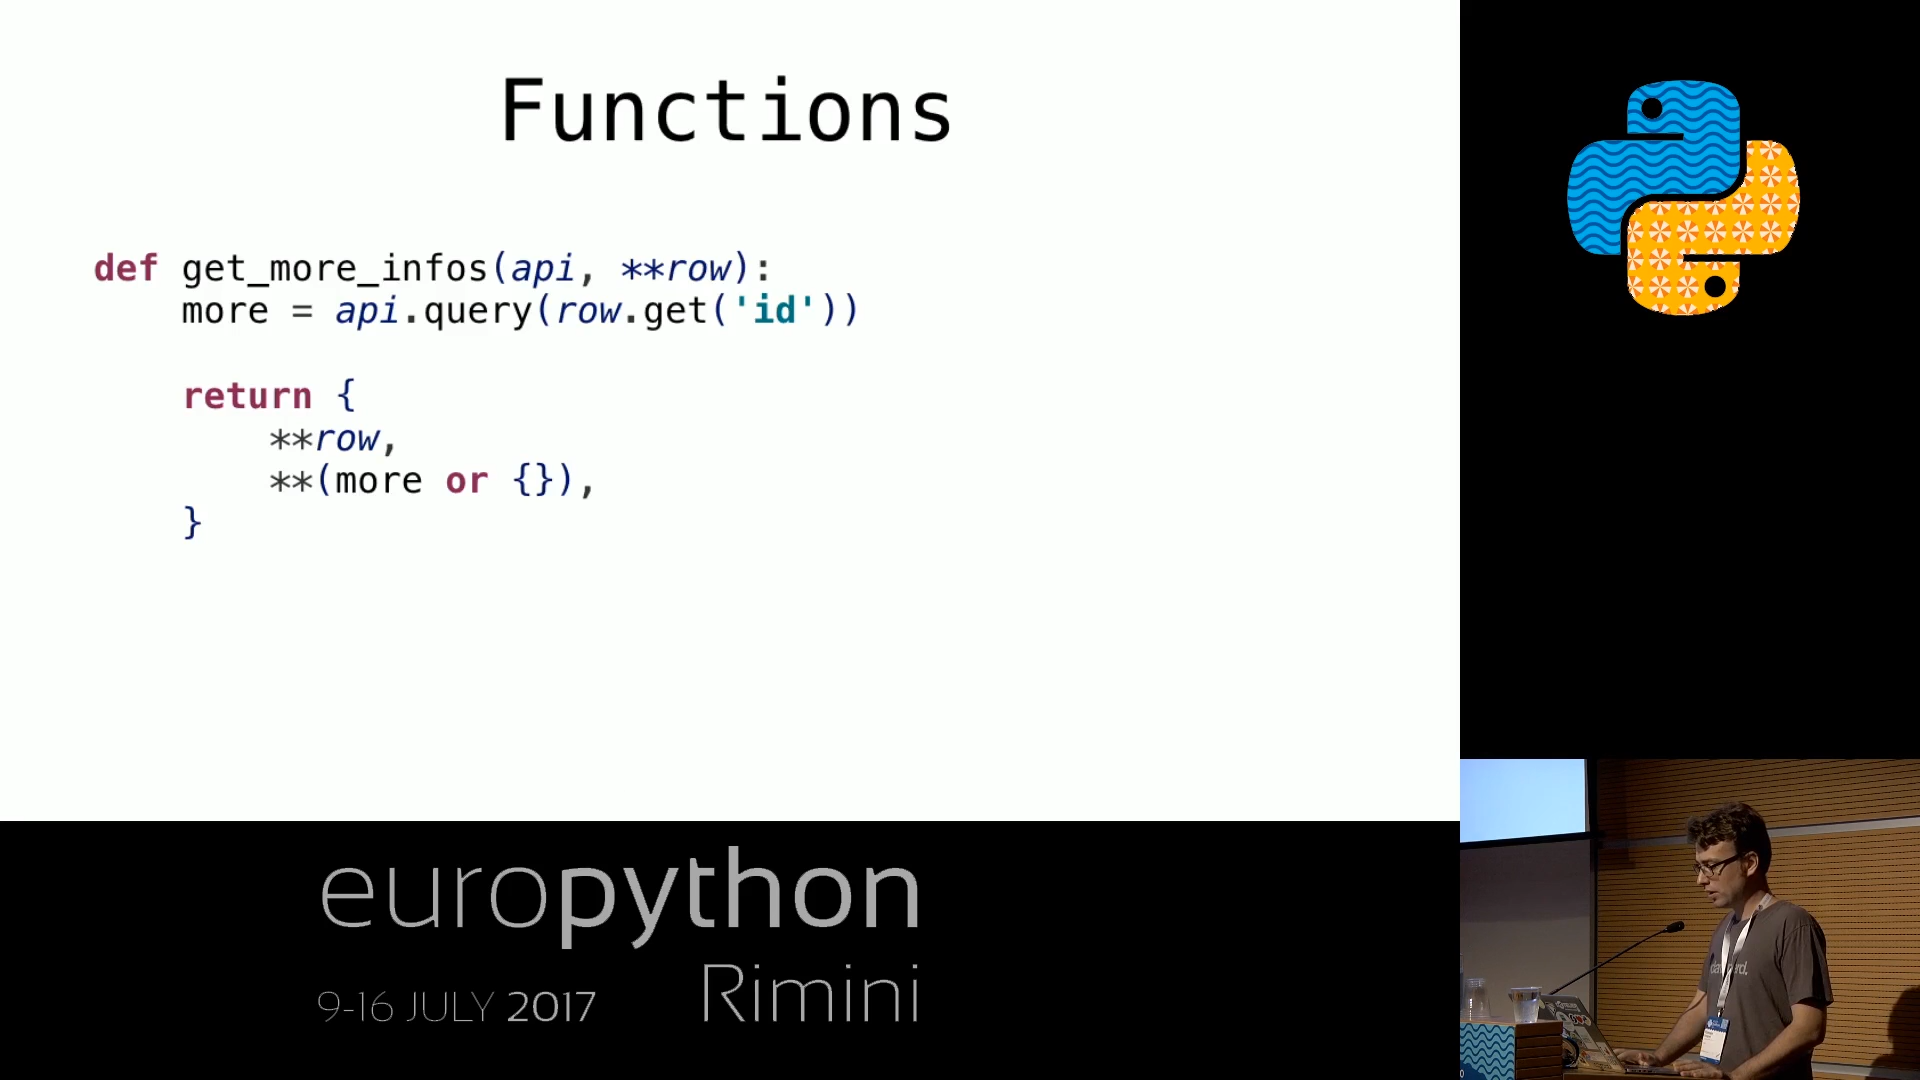 Functions
def get_more_infos(api, **row):
    more = api.query(row.get('id'))
    return {
        **row,
        **(more or {}),
    }
europython
Rimini
9-16 JULY 2017